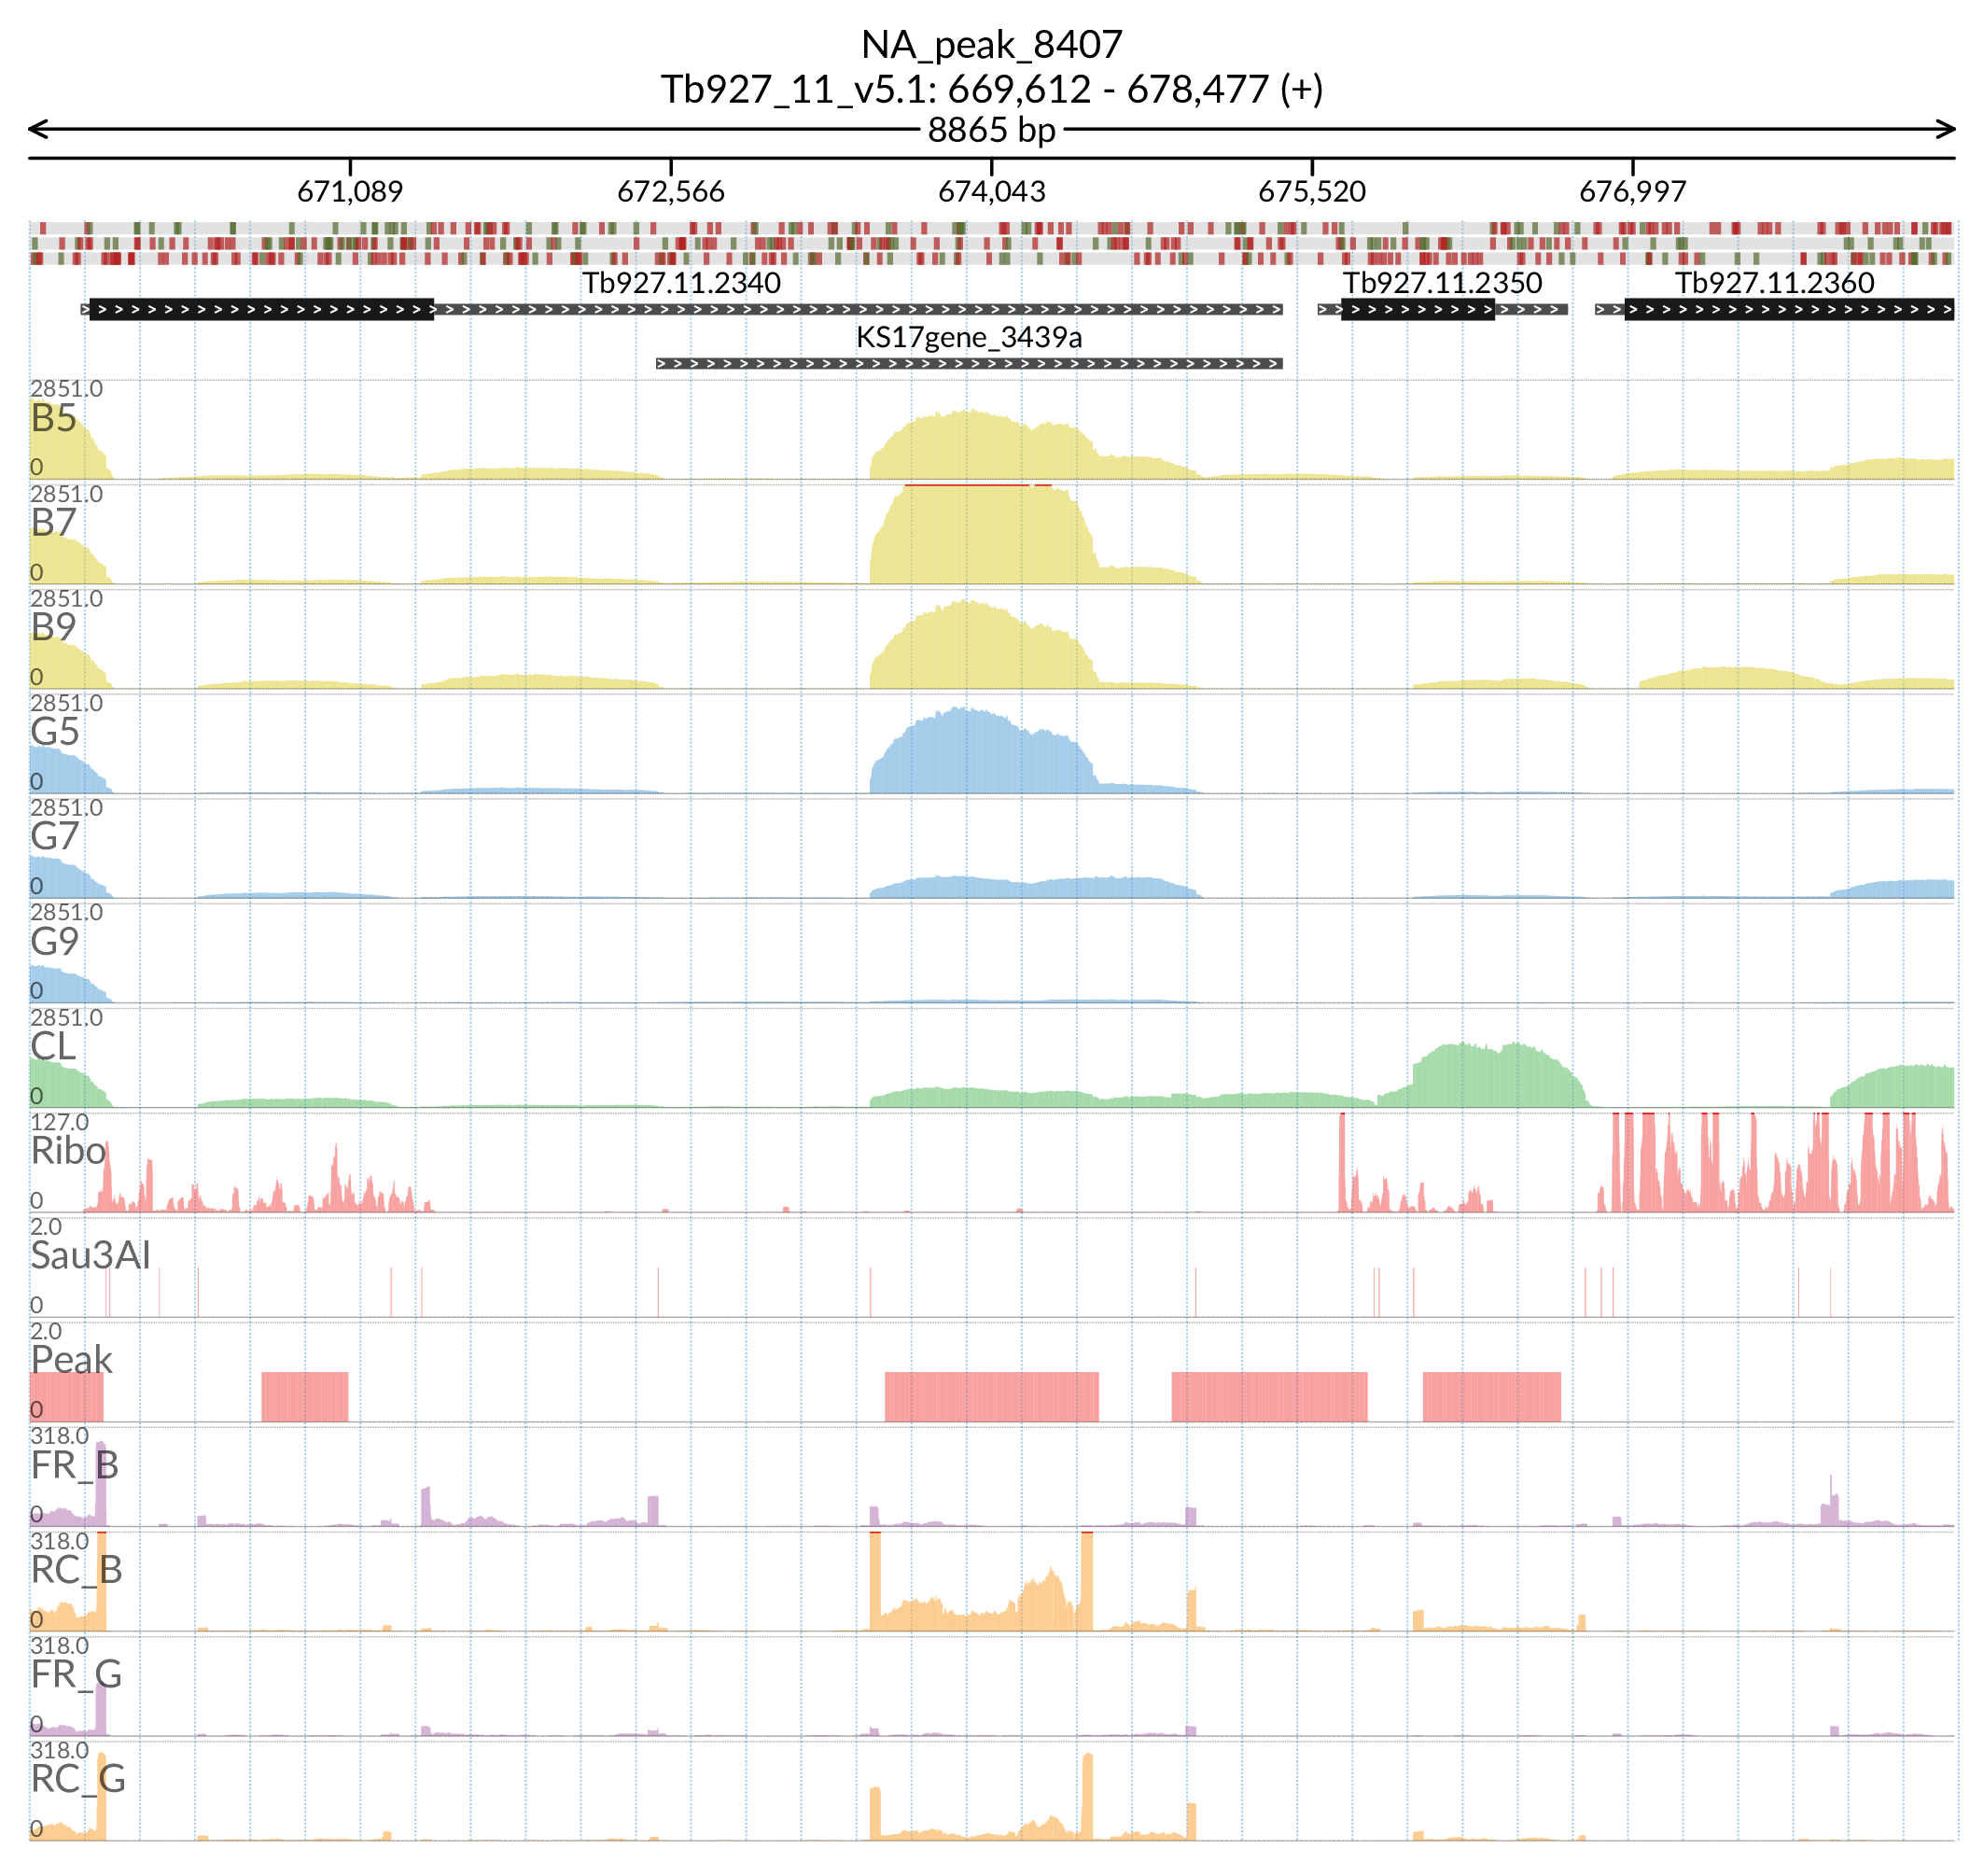 NA_peak_8407
Tb927_11_v5.1: 669,612 - 678,477 (+)
8865 bp
671,089 672,566 674,043 675,520 676,997
Tb927.11.2340 Tb927.11.2350 Tb927.11.2360
KS17gene_3439a
2851.0
B5
0
2851.0
B7
0
2851.0
B9
0
2851.0
G5
0
2851.0
G7
0
2851.0
G9
0
2851.0
CL
0
127.0
Ribo
0
2.0
Sau3AI
0
2.0
Peak
0
318.0
FR_B
0
318.0
RC_B
0
318.0
FR_G
0
318.0
RC_G
0